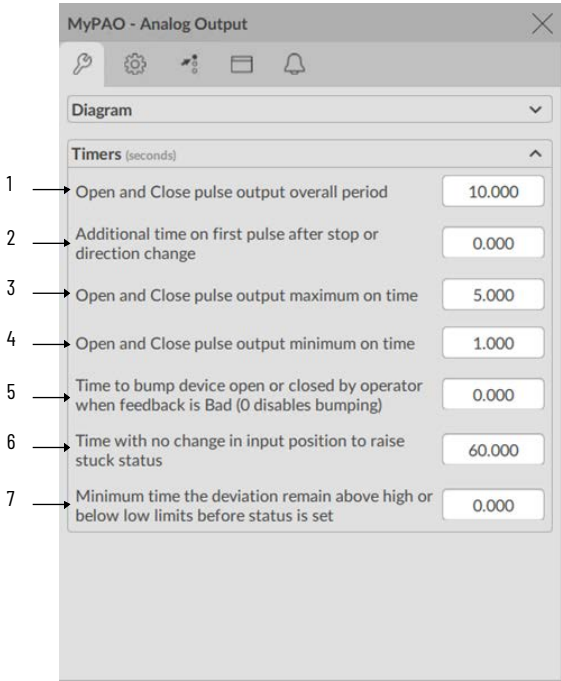 MyPAO - Analog Output
Diagram
Timers (seconds)
1
Open and Close pulse output overall period
10.000
2
Additional time on first pulse after stop or
direction change
0.000
3
Open and Close pulse output maximum on time
5.000
4
Open and Close pulse output minimum on time
1.000
5
Time to bump device open or closed by operator
when feedback is Bad (0 disables bumping)
0.000
6
Time with no change in input position to raise
stuck status
60.000
7
Minimum time the deviation remain above high or
below low limits before status is set
0.000